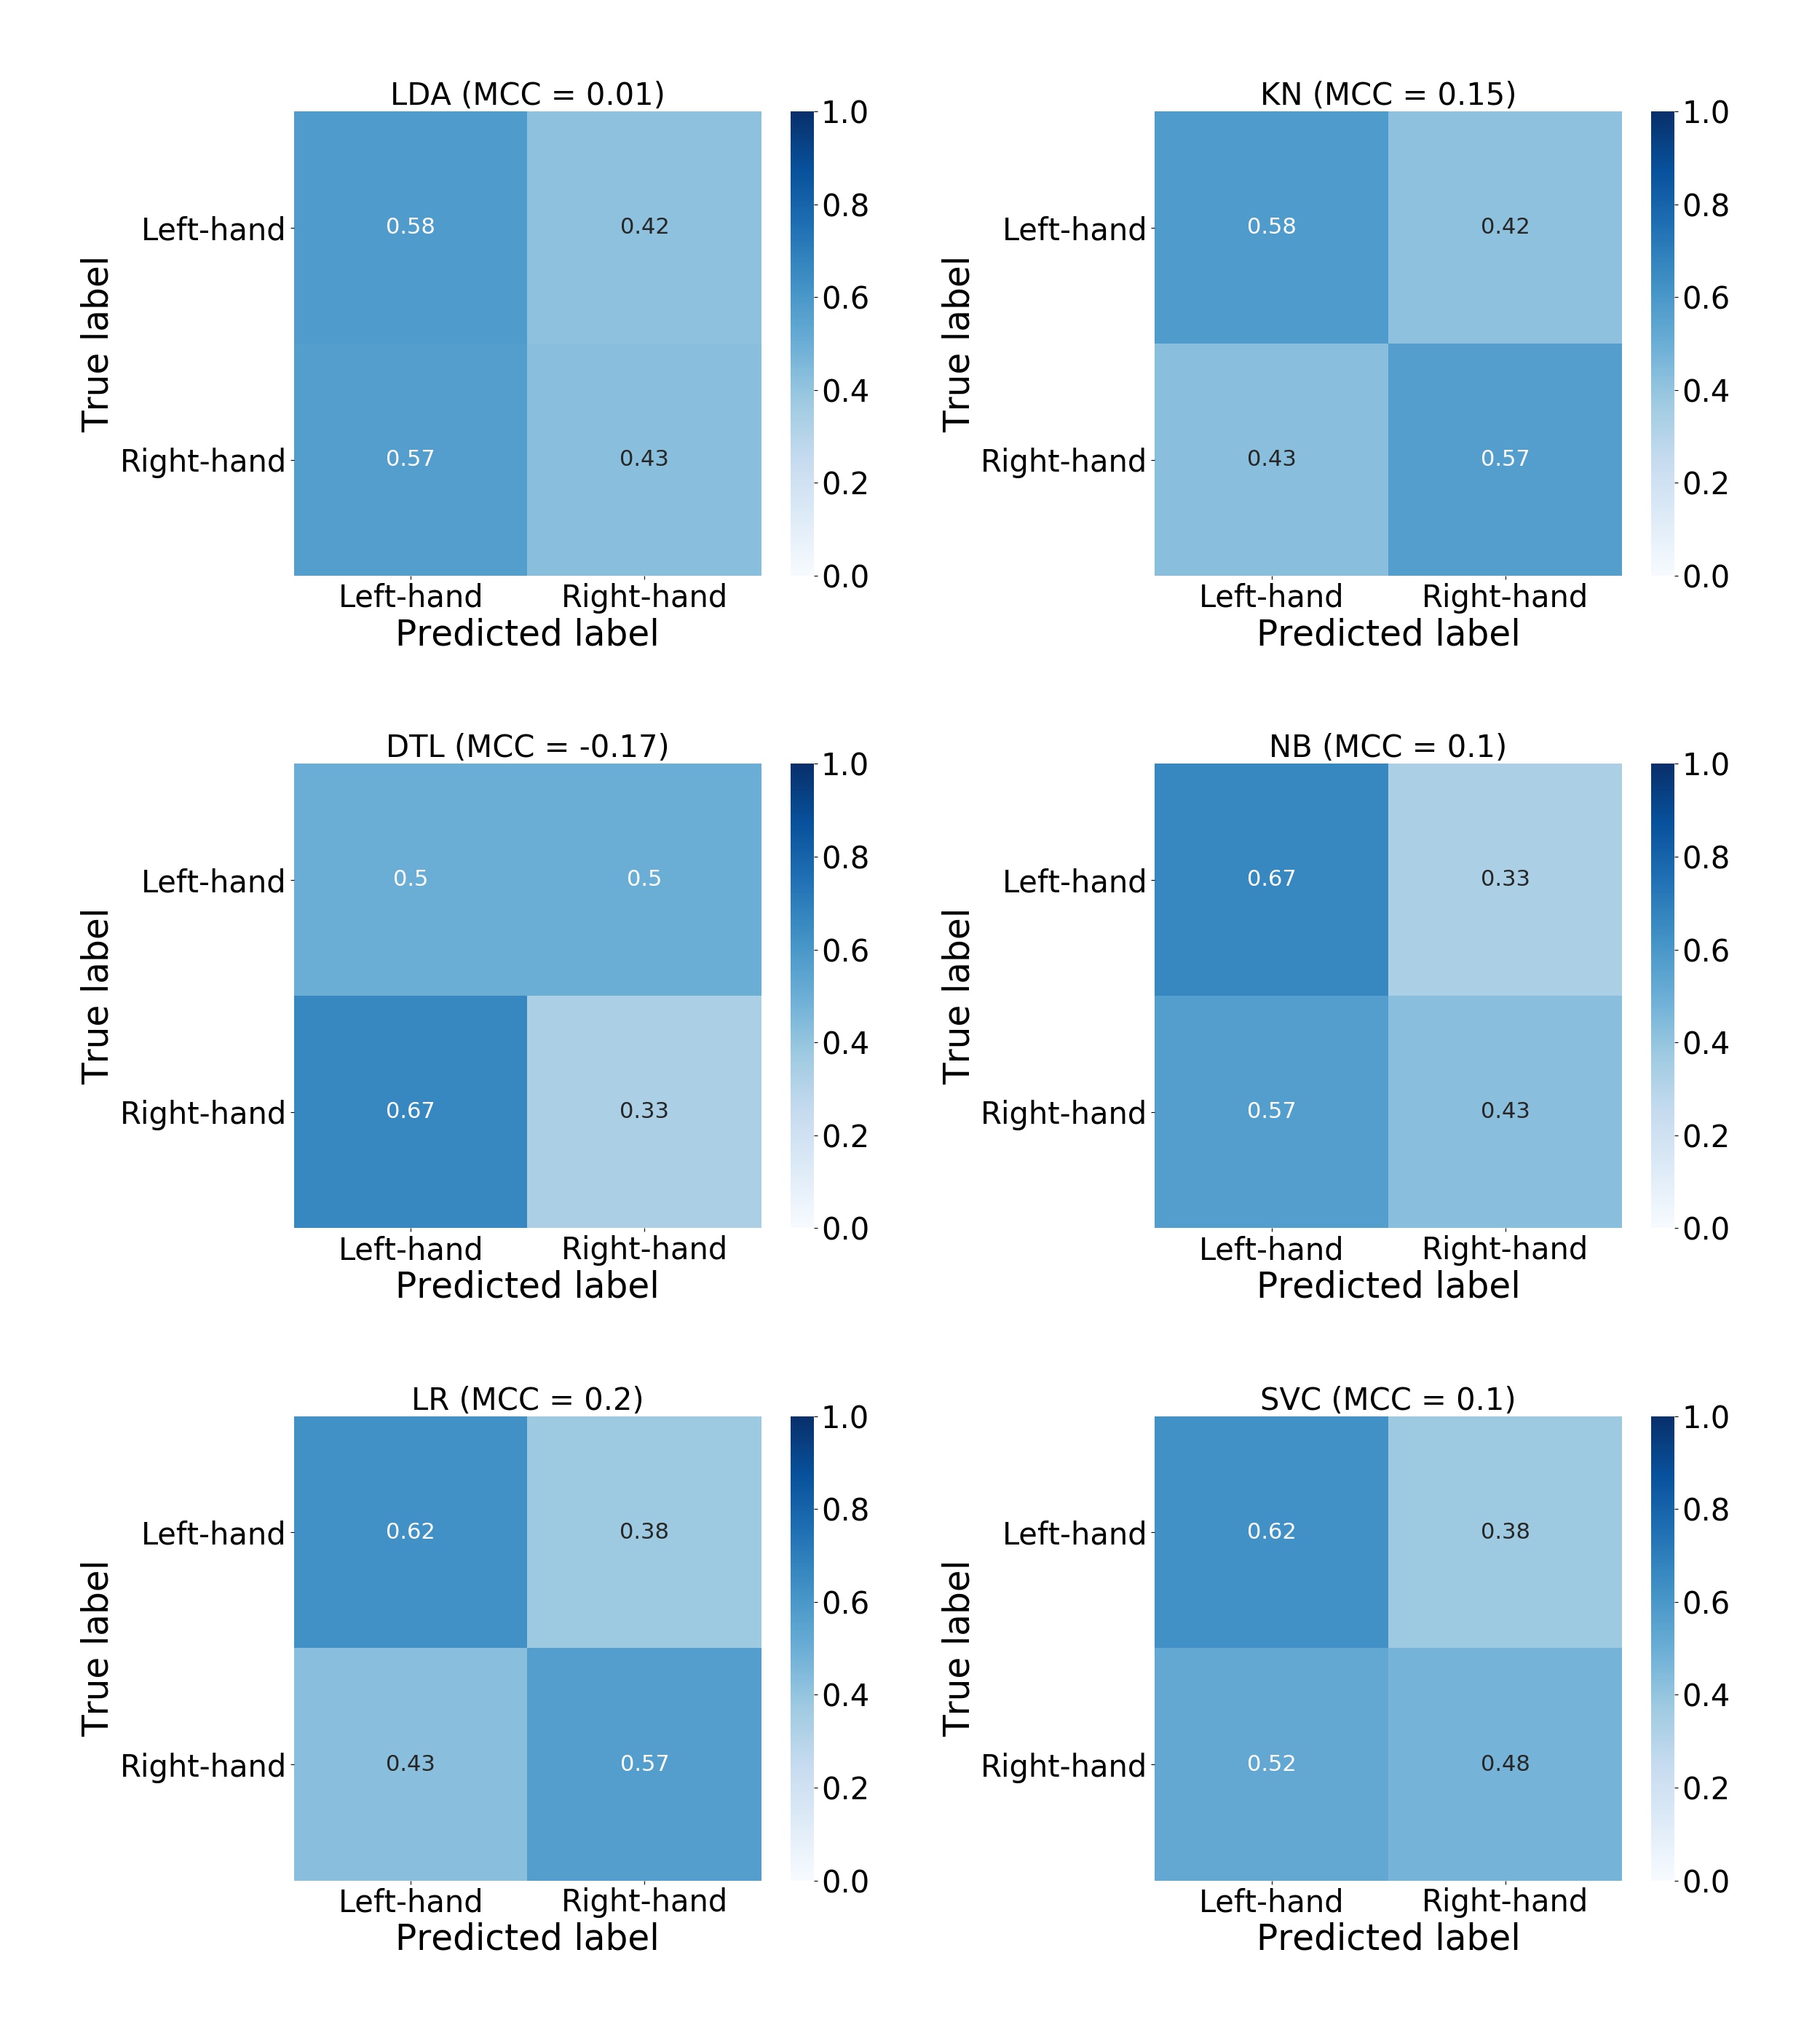 LDA (MCC = 0.01)
True label
Left-hand
Right-hand
0.58 0.42
0.57 0.43
Left-hand Right-hand
Predicted label
1.0
0.8
0.6
0.4
0.2
0.0
KN (MCC = 0.15)
True label
Left-hand
Right-hand
0.58 0.42
0.43 0.57
Left-hand Right-hand
Predicted label
1.0
0.8
0.6
0.4
0.2
0.0
DTL (MCC = -0.17)
True label
Left-hand
Right-hand
0.5 0.5
0.67 0.33
Left-hand Right-hand
Predicted label
1.0
0.8
0.6
0.4
0.2
0.0
NB (MCC = 0.1)
True label
Left-hand
Right-hand
0.67 0.33
0.57 0.43
Left-hand Right-hand
Predicted label
1.0
0.8
0.6
0.4
0.2
0.0
LR (MCC = 0.2)
True label
Left-hand
Right-hand
0.62 0.38
0.43 0.57
Left-hand Right-hand
Predicted label
1.0
0.8
0.6
0.4
0.2
0.0
SVC (MCC = 0.1)
True label
Left-hand
Right-hand
0.62 0.38
0.52 0.48
Left-hand Right-hand
Predicted label
1.0
0.8
0.6
0.4
0.2
0.0